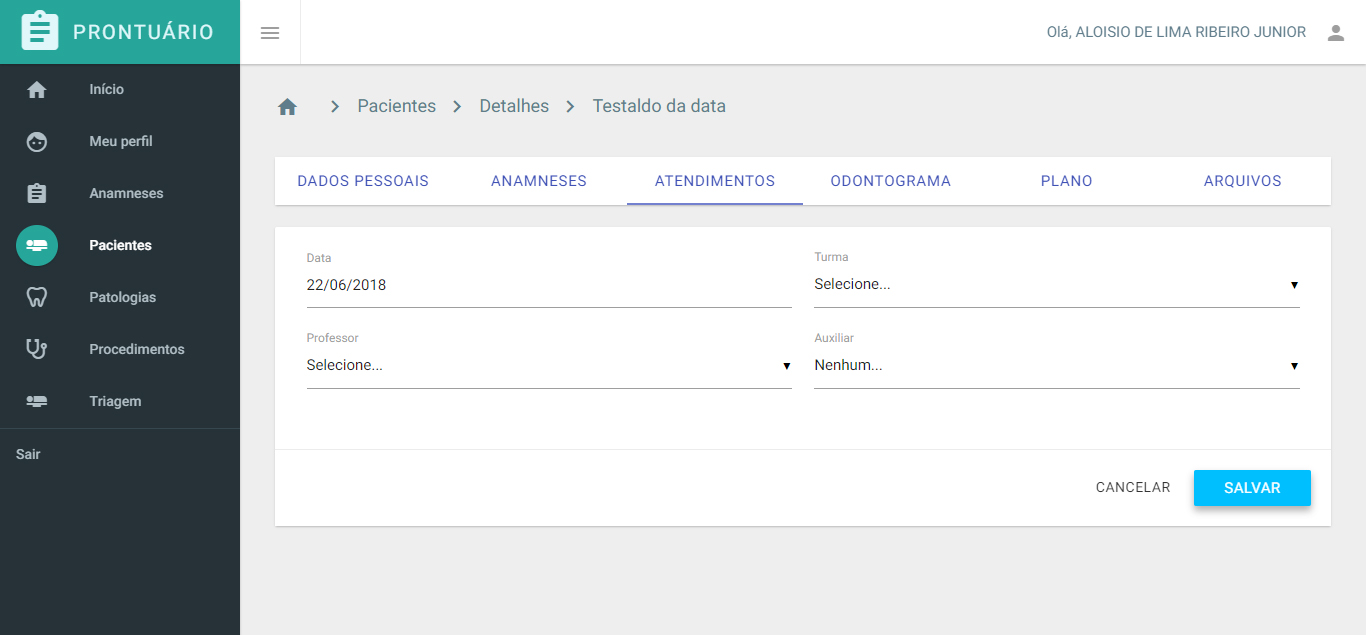 PRONTUÁRIO
Olá, ALOISIO DE LIMA RIBEIRO JUNIOR
Início
Meu perfil
Anamneses
Pacientes
Patologias
Procedimentos
Triagem
Sair
Pacientes Detalhes Testaldo da data
DADOS PESSOAIS ANAMNESES ATENDIMENTOS ODONTOGRAMA PLANO ARQUIVOS
Data
22/06/2018
Turma
Selecione...
Professor
Selecione...
Auxiliar
Nenhum...
CANCELAR SALVAR